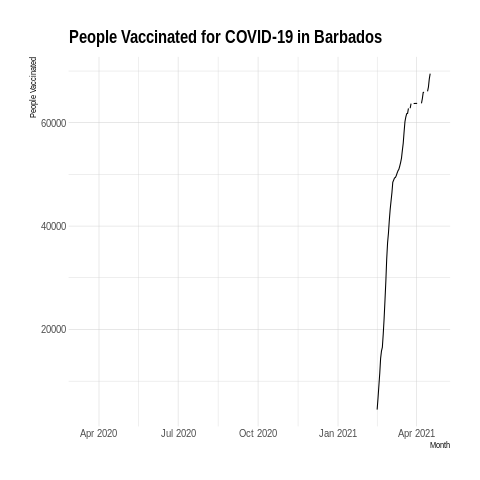 People Vaccinated for COVID-19 in Barbados
People Vaccinated
60000
40000
20000
Apr 2020
Jul 2020
Oct 2020
Jan 2021
Apr 2021
Month